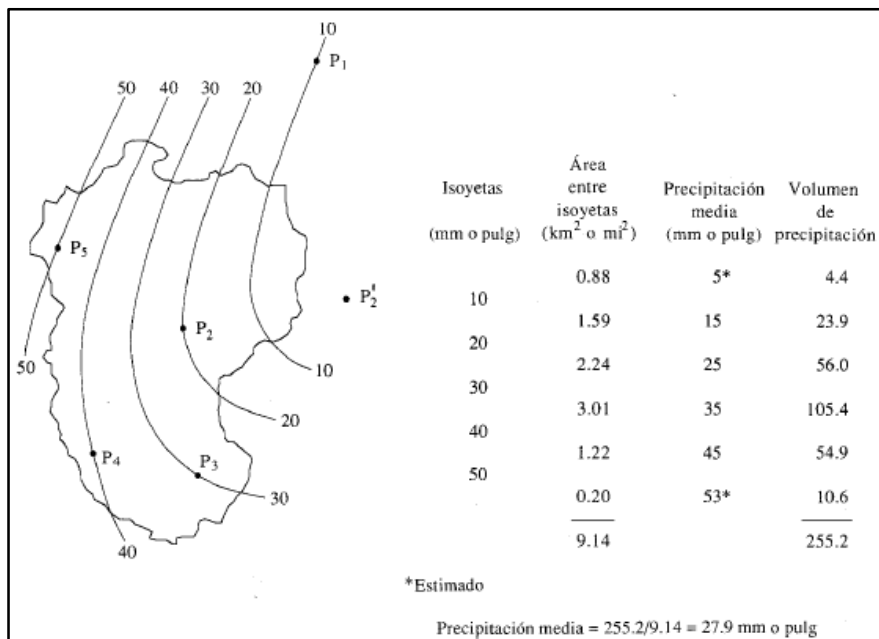 10
P1
50
40
30
20
P5
P2'
P2
50
10
20
P4
P3
30
40
Isoyetas
(mm o pulg)
Área
entre
isoyetas
(km² o mi²)
Precipitación
media
(mm o pulg)
Volumen
de
precipitación
0.88 5* 4.4
10
1.59 15 23.9
20
2.24 25 56.0
30
3.01 35 105.4
40
1.22 45 54.9
50
0.20 53* 10.6
9.14 255.2
*Estimado
Precipitación media = 255.2/9.14 = 27.9 mm o pulg